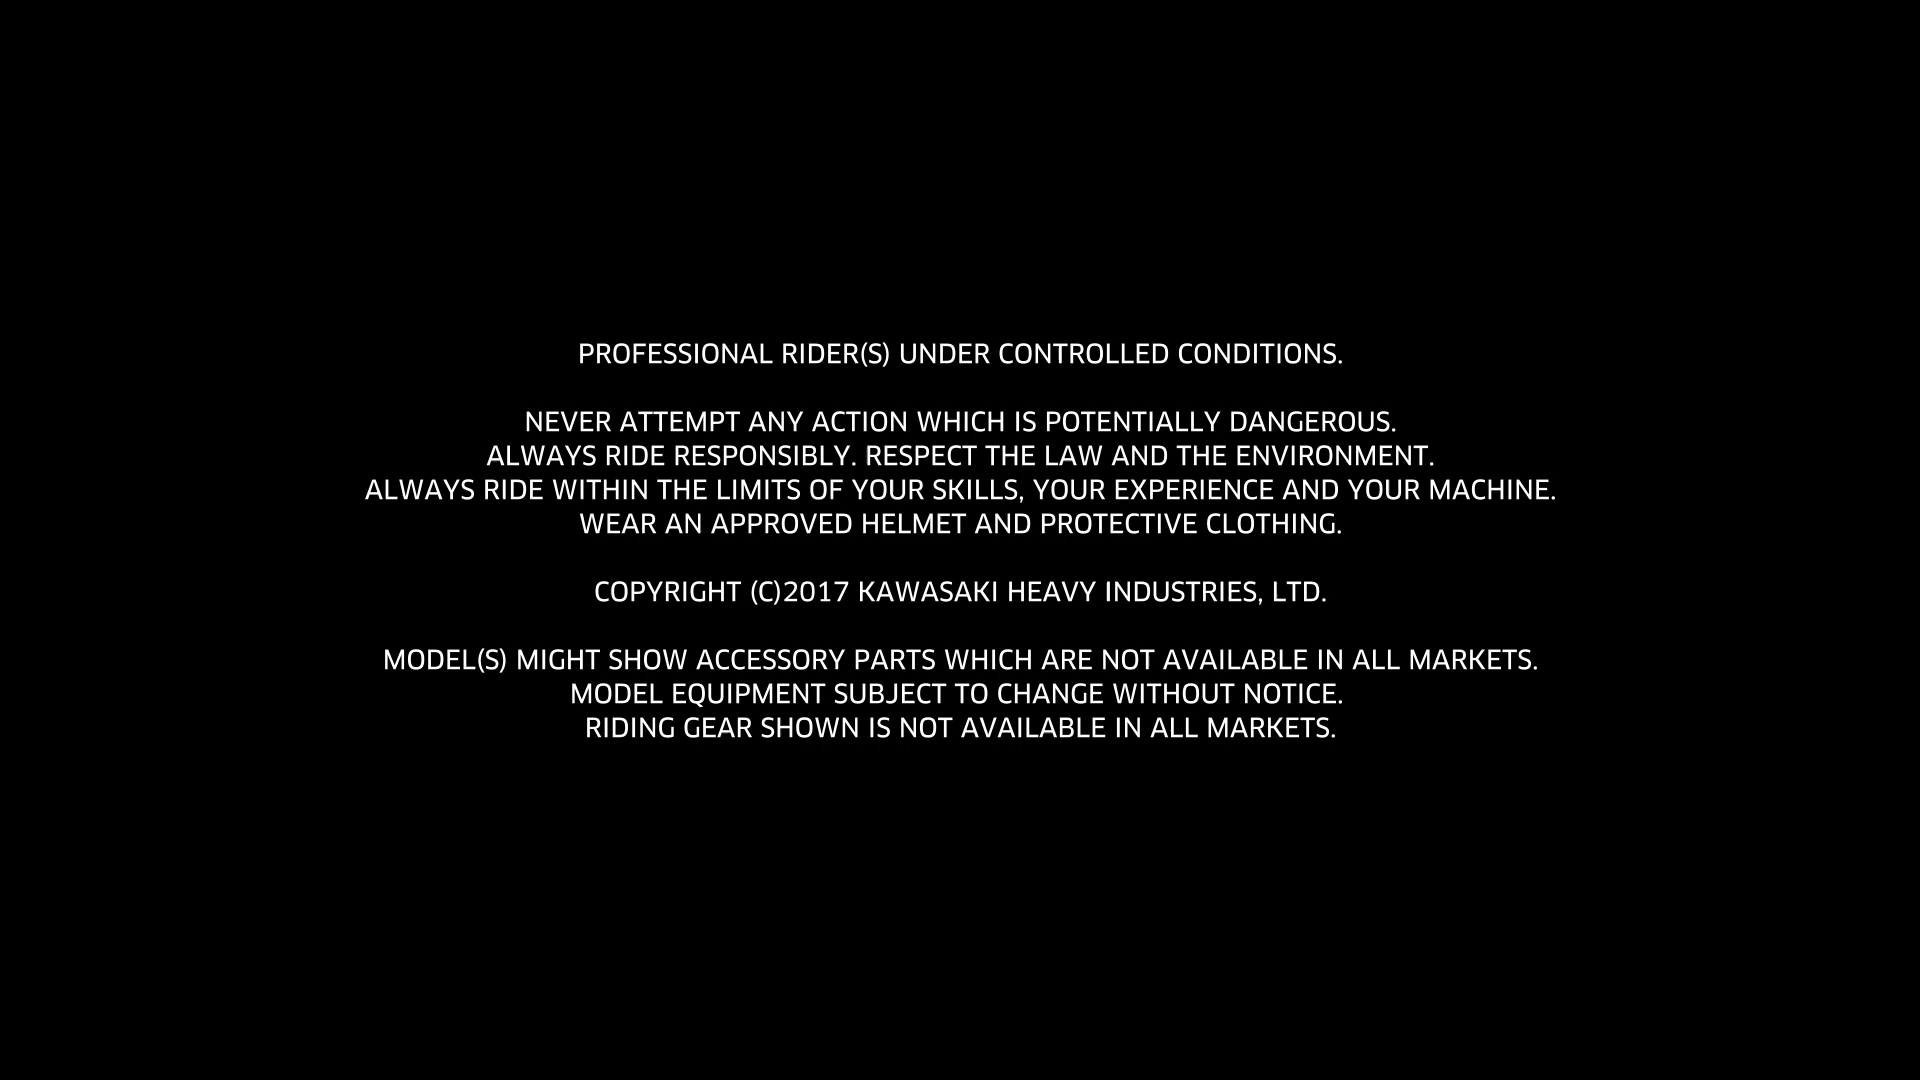 PROFESSIONAL RIDER(S) UNDER CONTROLLED CONDITIONS.
NEVER ATTEMPT ANY ACTION WHICH IS POTENTIALLY DANGEROUS.
ALWAYS RIDE RESPONSIBLY. RESPECT THE LAW AND THE ENVIRONMENT.
ALWAYS RIDE WITHIN THE LIMITS OF YOUR SKILLS, YOUR EXPERIENCE AND YOUR MACHINE.
WEAR AN APPROVED HELMET AND PROTECTIVE CLOTHING.
COPYRIGHT (C)2017 KAWASAKI HEAVY INDUSTRIES, LTD.
MODEL(S) MIGHT SHOW ACCESSORY PARTS WHICH ARE NOT AVAILABLE IN ALL MARKETS.
MODEL EQUIPMENT SUBJECT TO CHANGE WITHOUT NOTICE.
RIDING GEAR SHOWN IS NOT AVAILABLE IN ALL MARKETS.